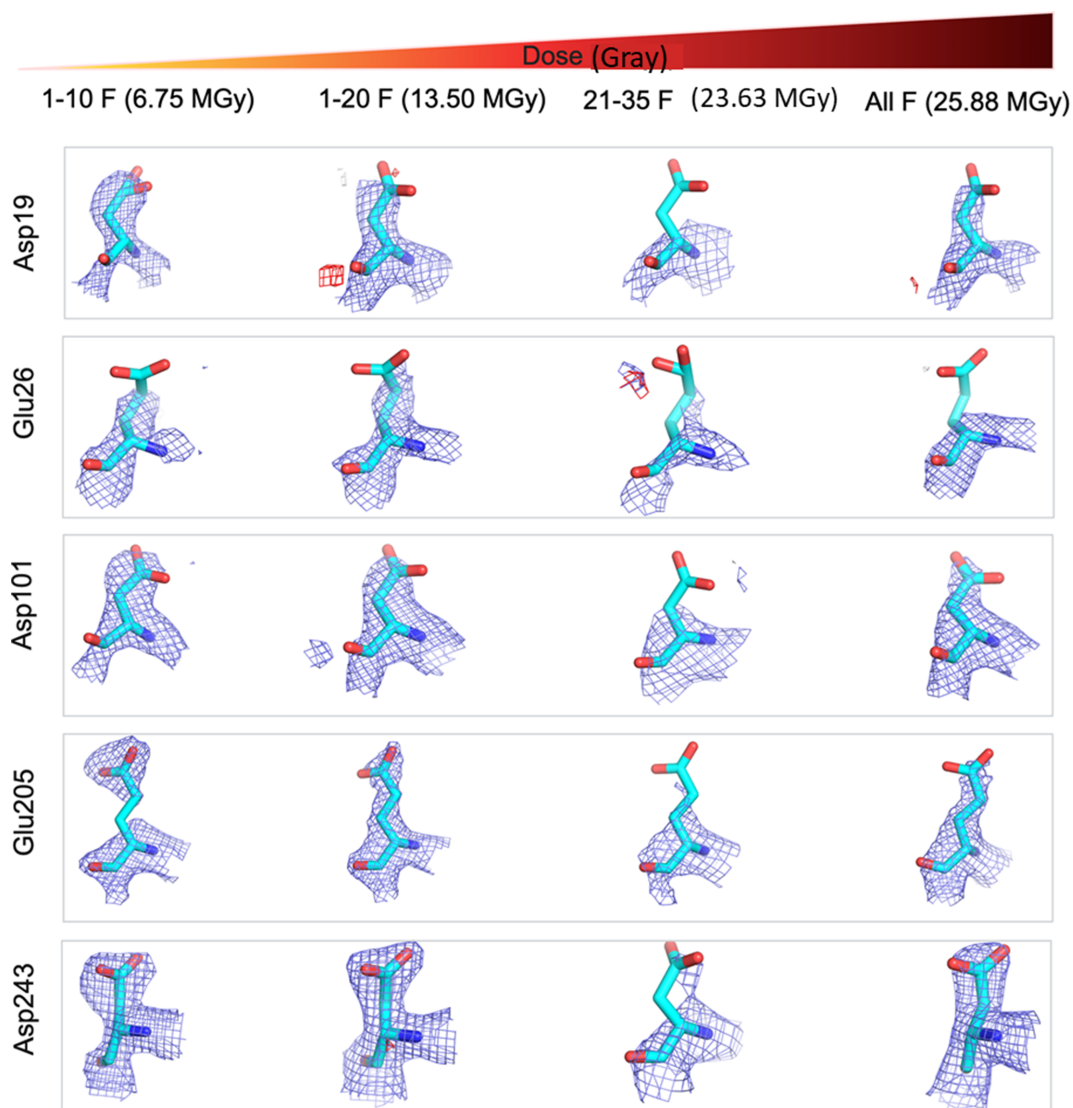 Dose (Gray)
1-10 F (6.75 MGy) 1-20 F (13.50 MGy) 21-35 F (23.63 MGy) All F (25.88 MGy)
Asp19
Glu26
Asp101
Glu205
Asp243